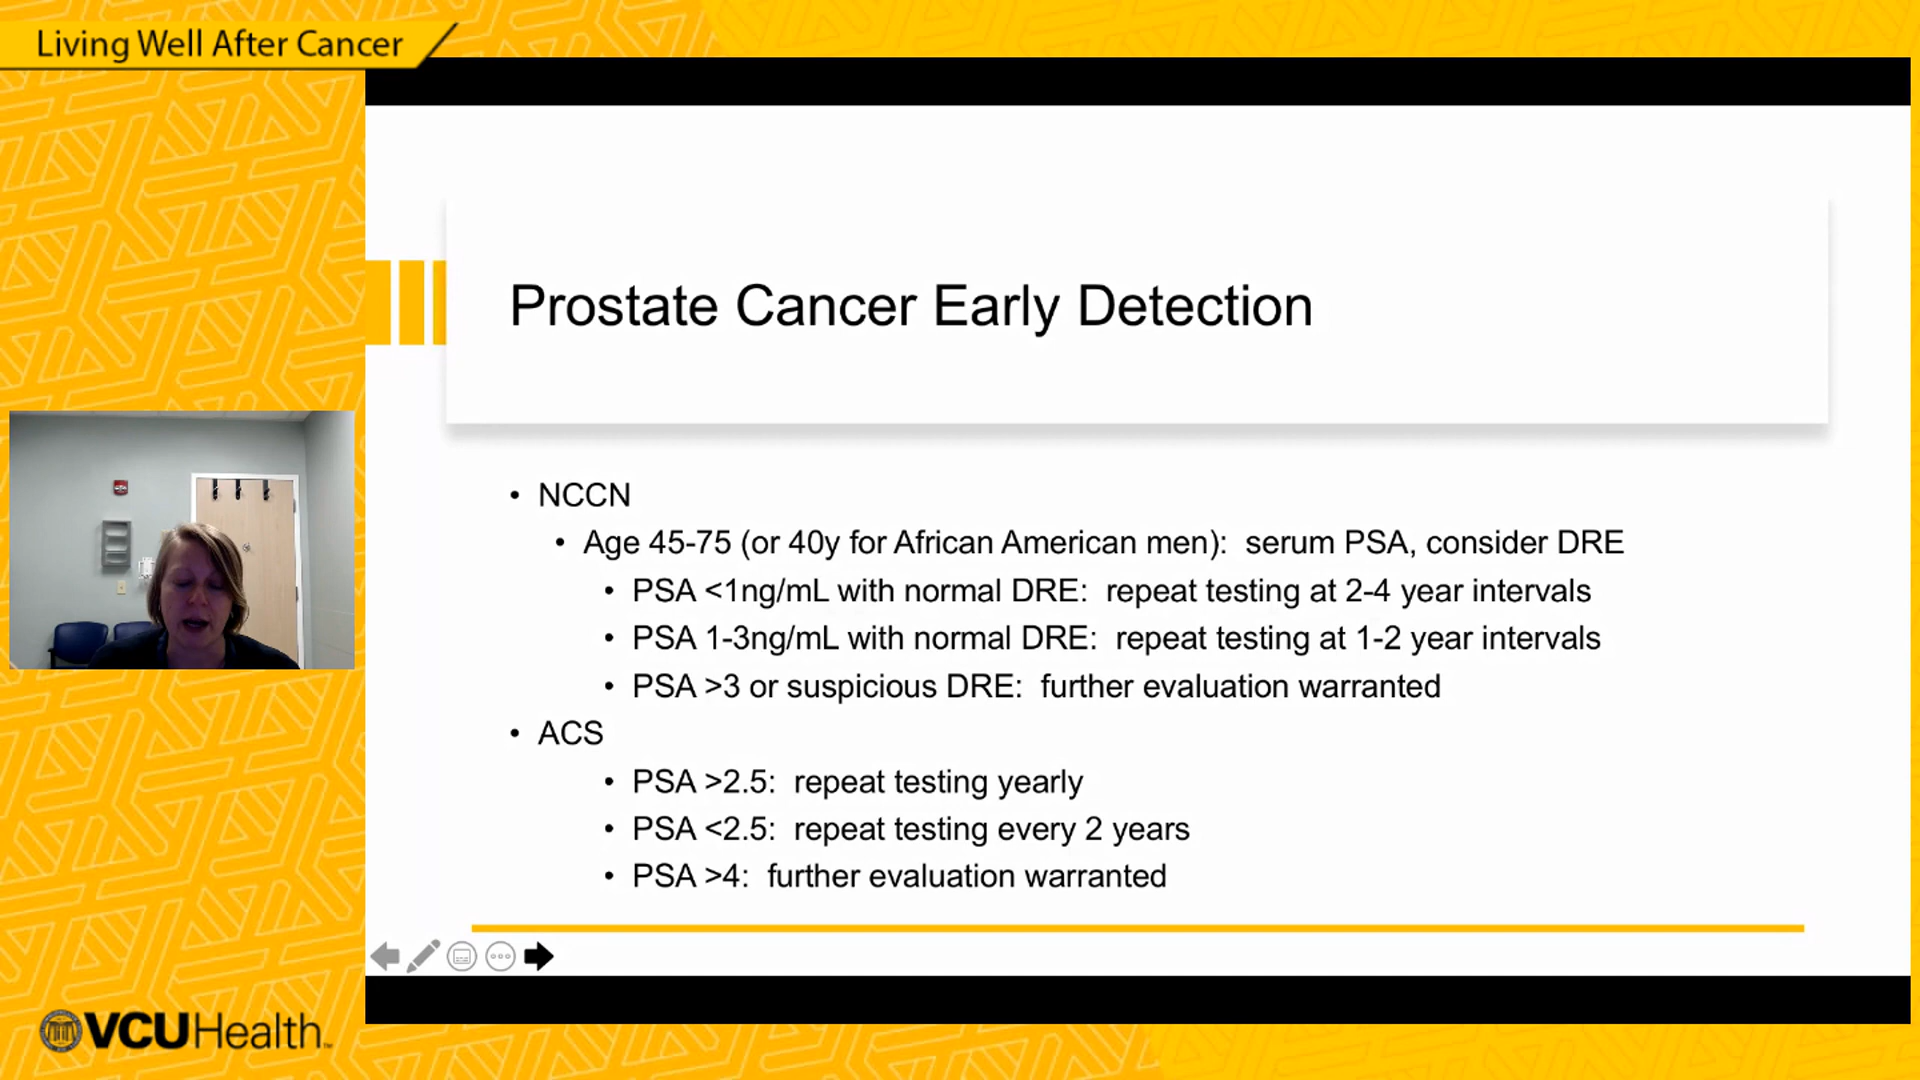 Living Well After Cancer
Prostate Cancer Early Detection
• NCCN
• Age 45-75 (or 40y for African American men): serum PSA, consider DRE
• PSA <1ng/mL with normal DRE: repeat testing at 2-4 year intervals
• PSA 1-3ng/mL with normal DRE: repeat testing at 1-2 year intervals
• PSA >3 or suspicious DRE: further evaluation warranted
• ACS
• PSA >2.5: repeat testing yearly
• PSA <2.5: repeat testing every 2 years
• PSA >4: further evaluation warranted
VCUHealth™